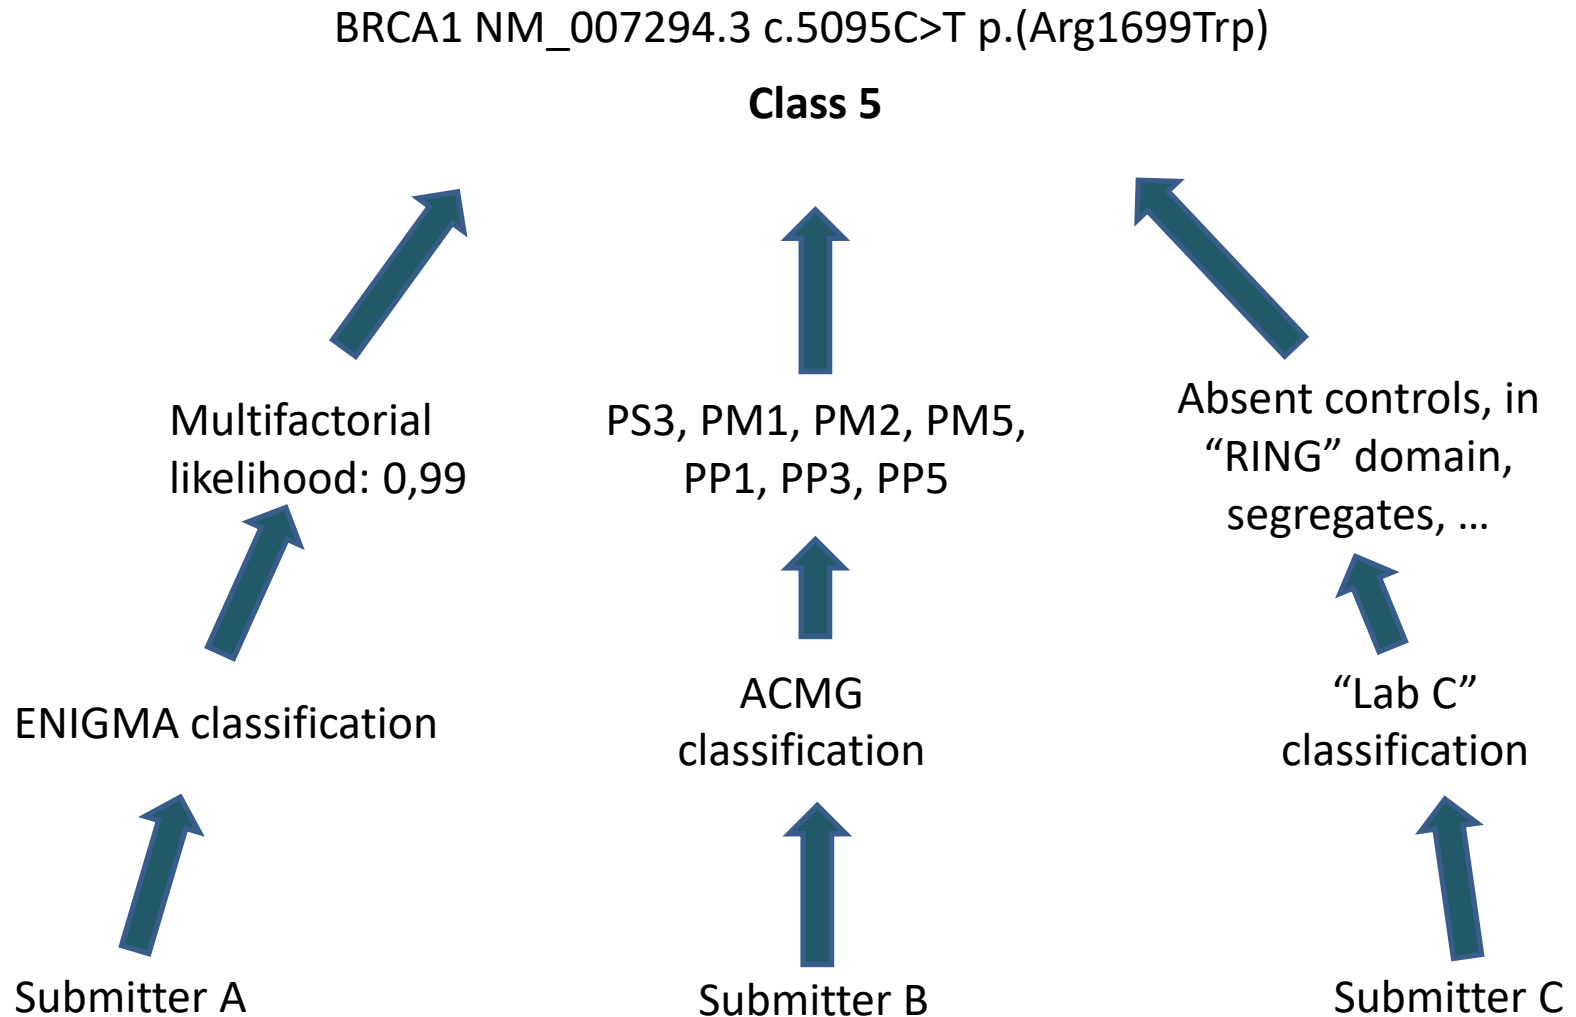 BRCA1 NM_007294.3 c.5095C>T p.(Arg1699Trp)
Class 5
Multifactorial
likelihood: 0,99
PS3, PM1, PM2, PM5,
PP1, PP3, PP5
Absent controls, in
“RING” domain,
segregates, ...
ENIGMA classification
ACMG
classification
“Lab C”
classification
Submitter A
Submitter B
Submitter C